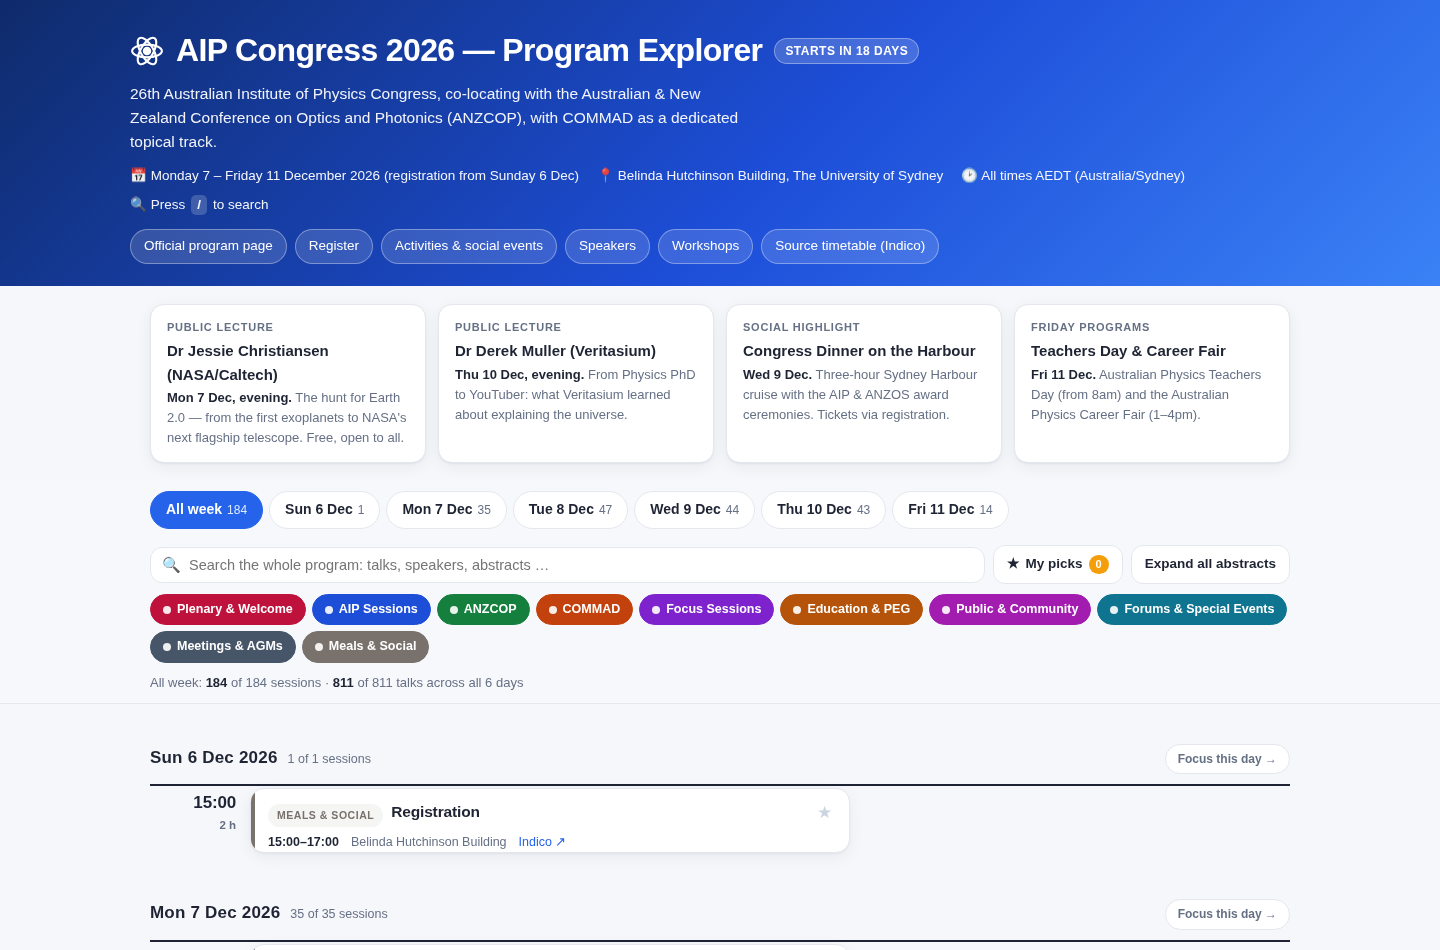 AIP Congress 2026 — Program Explorer STARTS IN 18 DAYS
26th Australian Institute of Physics Congress, co-locating with the Australian & New
Zealand Conference on Optics and Photonics (ANZCOP), with COMMAD as a dedicated
topical track.
📅 Monday 7 – Friday 11 December 2026 (registration from Sunday 6 Dec) 📍 Belinda Hutchinson Building, The University of Sydney 🕑 All times AEDT (Australia/Sydney)
🔍 Press / to search
Official program page Register Activities & social events Speakers Workshops Source timetable (Indico)
PUBLIC LECTURE
Dr Jessie Christiansen
(NASA/Caltech)
Mon 7 Dec, evening. The hunt for Earth
2.0 — from the first exoplanets to NASA's
next flagship telescope. Free, open to all.
PUBLIC LECTURE
Dr Derek Muller (Veritasium)
Thu 10 Dec, evening. From Physics PhD
to YouTuber: what Veritasium learned
about explaining the universe.
SOCIAL HIGHLIGHT
Congress Dinner on the Harbour
Wed 9 Dec. Three-hour Sydney Harbour
cruise with the AIP & ANZOS award
ceremonies. Tickets via registration.
FRIDAY PROGRAMS
Teachers Day & Career Fair
Fri 11 Dec. Australian Physics Teachers
Day (from 8am) and the Australian
Physics Career Fair (1–4pm).
All week 184 Sun 6 Dec 1 Mon 7 Dec 35 Tue 8 Dec 47 Wed 9 Dec 44 Thu 10 Dec 43 Fri 11 Dec 14
🔍 Search the whole program: talks, speakers, abstracts … ★ My picks 0 Expand all abstracts
Plenary & Welcome AIP Sessions ANZCOP COMMAD Focus Sessions Education & PEG Public & Community Forums & Special Events
Meetings & AGMs Meals & Social
All week: 184 of 184 sessions · 811 of 811 talks across all 6 days
Sun 6 Dec 2026 1 of 1 sessions Focus this day →
15:00 MEALS & SOCIAL Registration ★
2 h 15:00–17:00 Belinda Hutchinson Building Indico ↗
Mon 7 Dec 2026 35 of 35 sessions Focus this day →